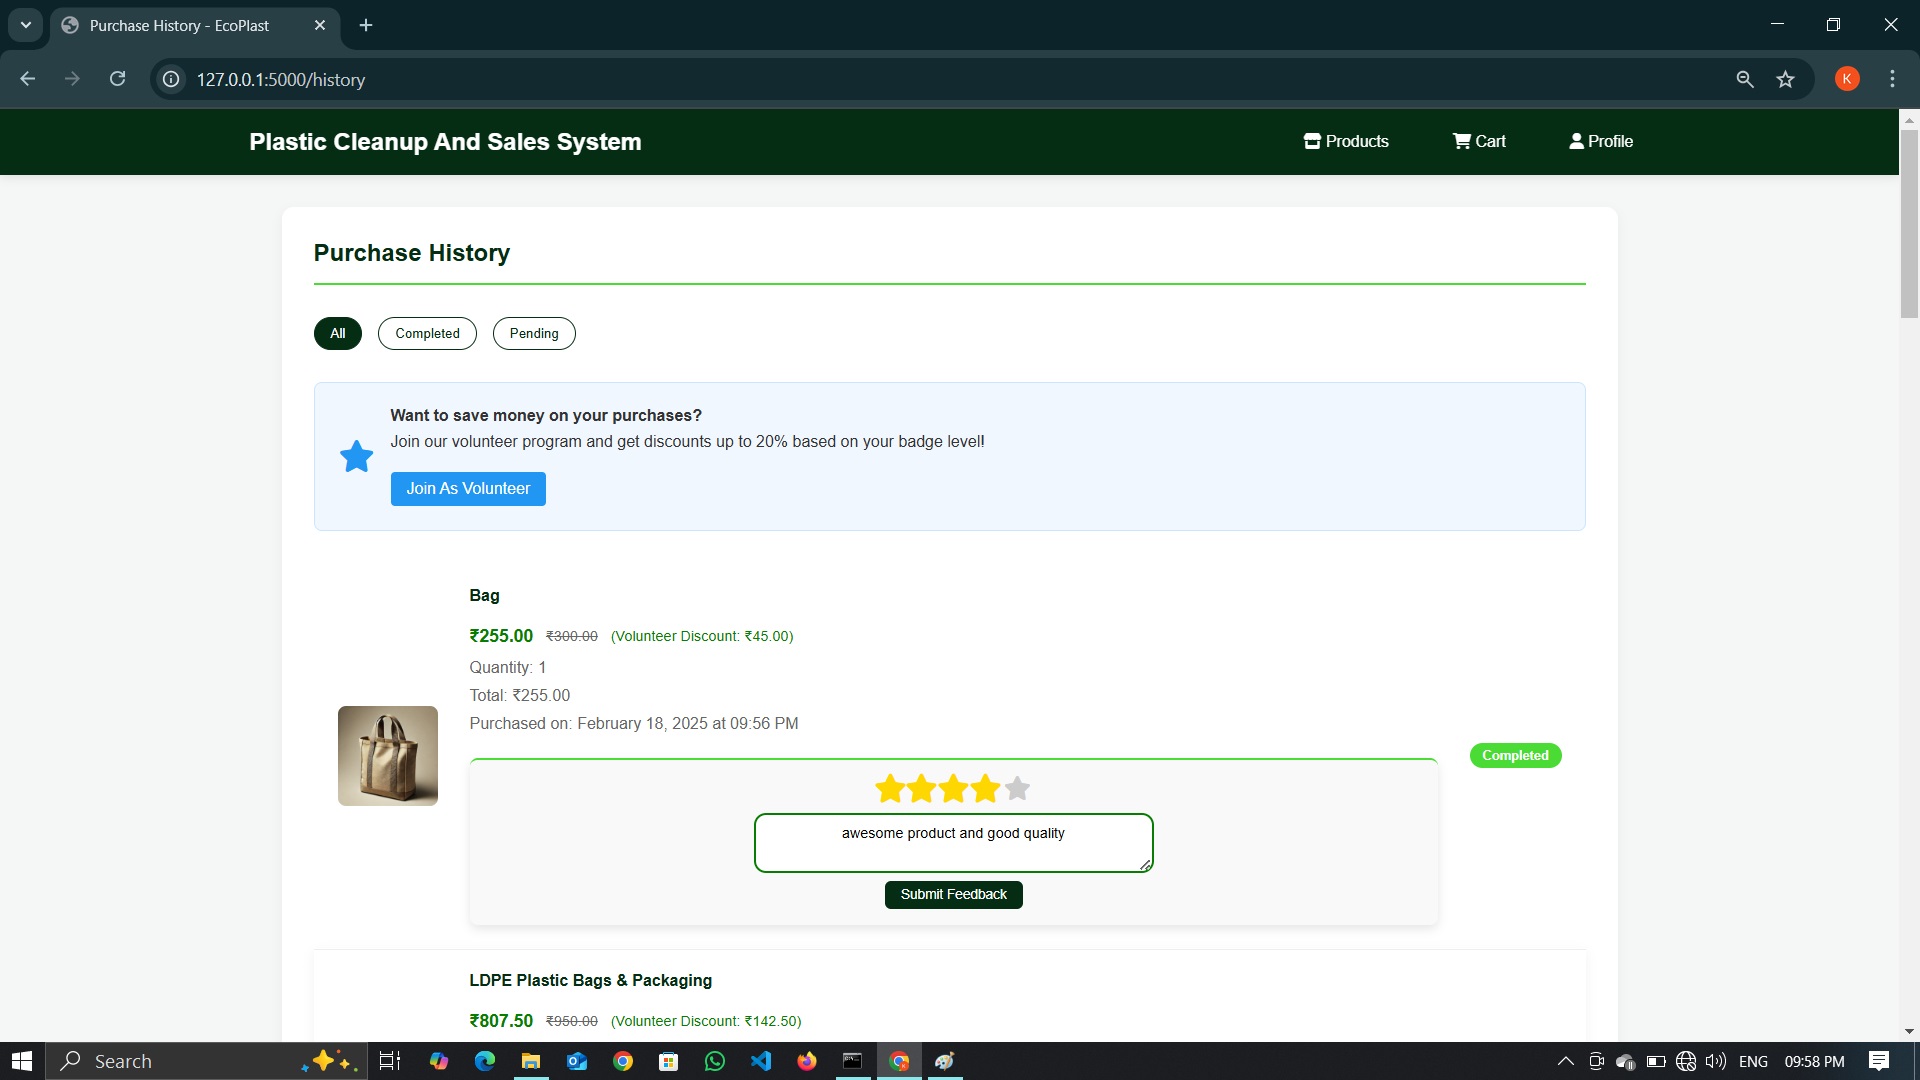 Purchase History - EcoPlast
127.0.0.1:5000/history
K
Plastic Cleanup And Sales System
Products
Cart
Profile
Purchase History
All
Completed
Pending
Want to save money on your purchases?
Join our volunteer program and get discounts up to 20% based on your badge level!
Join As Volunteer
Bag
₹255.00 ₹300.00 (Volunteer Discount: ₹45.00)
Quantity: 1
Total: ₹255.00
Purchased on: February 18, 2025 at 09:56 PM
Completed
awesome product and good quality
Submit Feedback
LDPE Plastic Bags & Packaging
₹807.50 ₹950.00 (Volunteer Discount: ₹142.50)
Search
ENG
09:58 PM